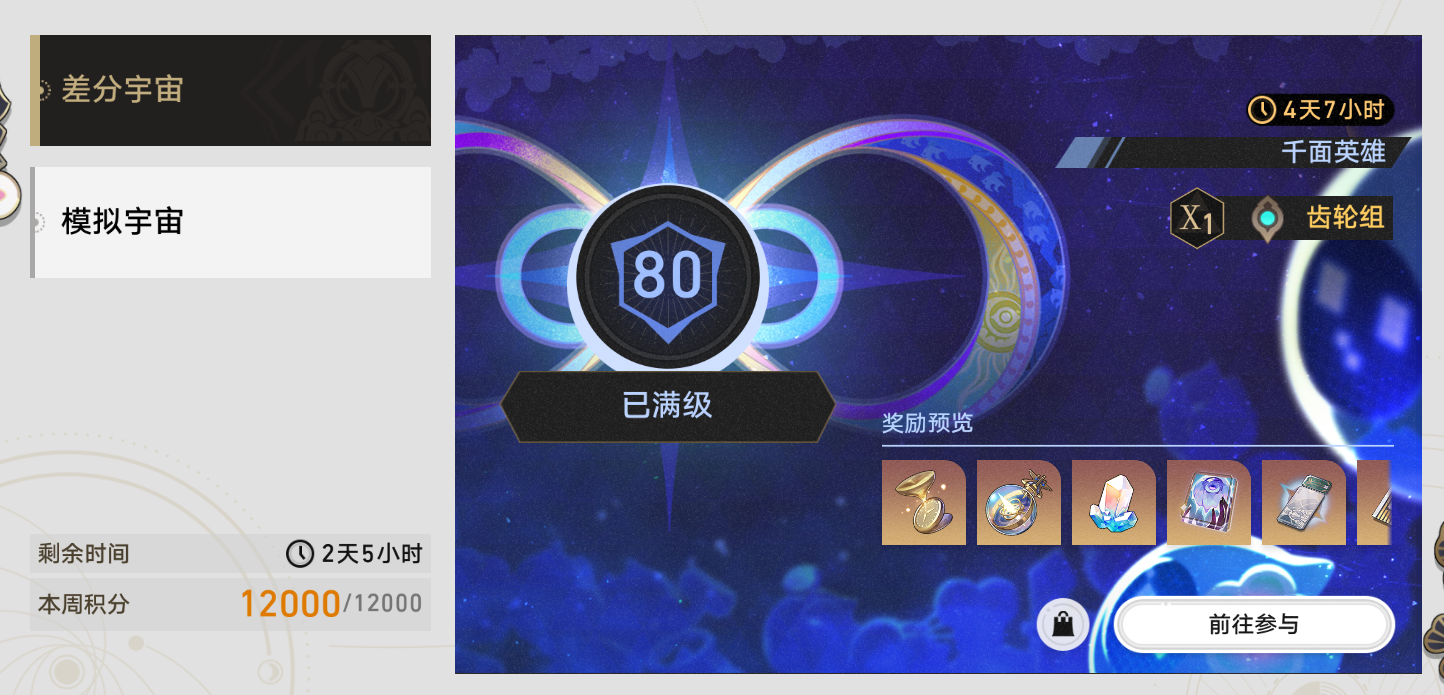 差分宇宙
模拟宇宙
剩余时间
2天5小时
本周积分
12000/12000
4天7小时
千面英雄
X1
齿轮组
80
已满级
奖励预览
前往参与